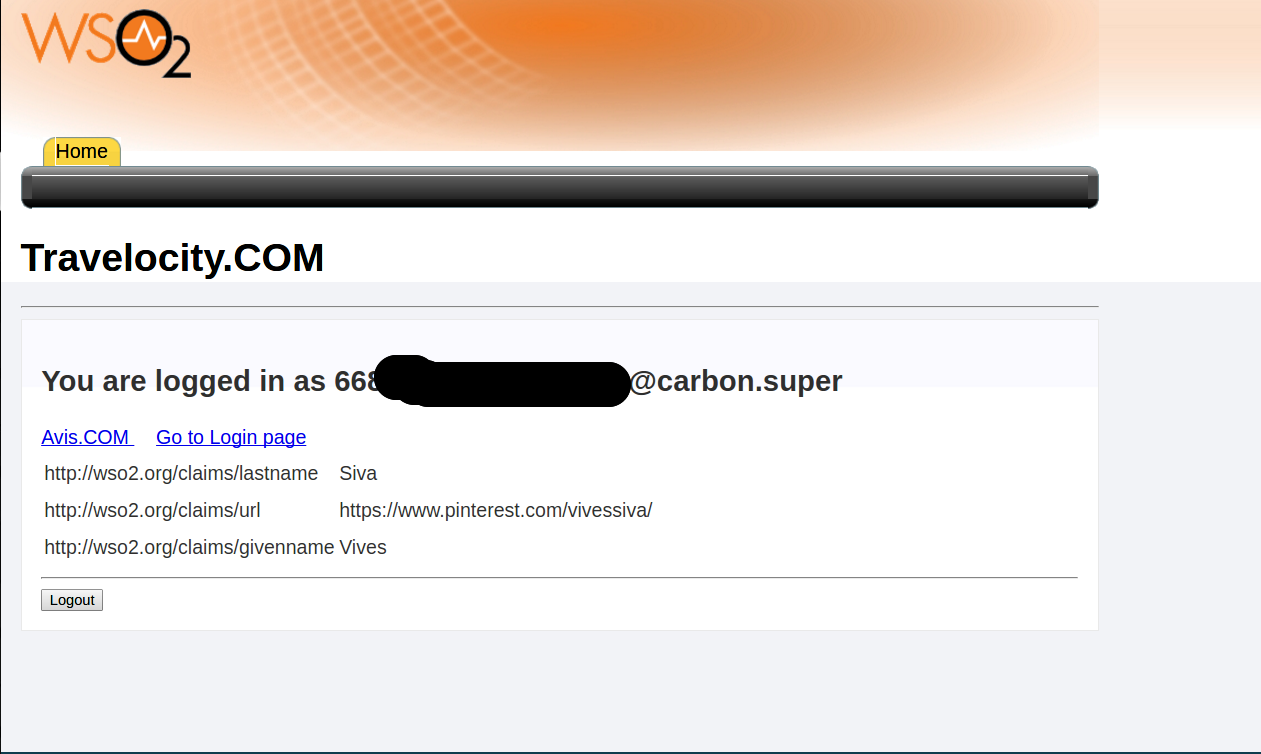 WSO2
Home
Travelocity.COM
You are logged in as 668 @carbon.super
Avis.COM Go to Login page
http://wso2.org/claims/lastname Siva
http://wso2.org/claims/url https://www.pinterest.com/vivessiva/
http://wso2.org/claims/givenname Vives
Logout